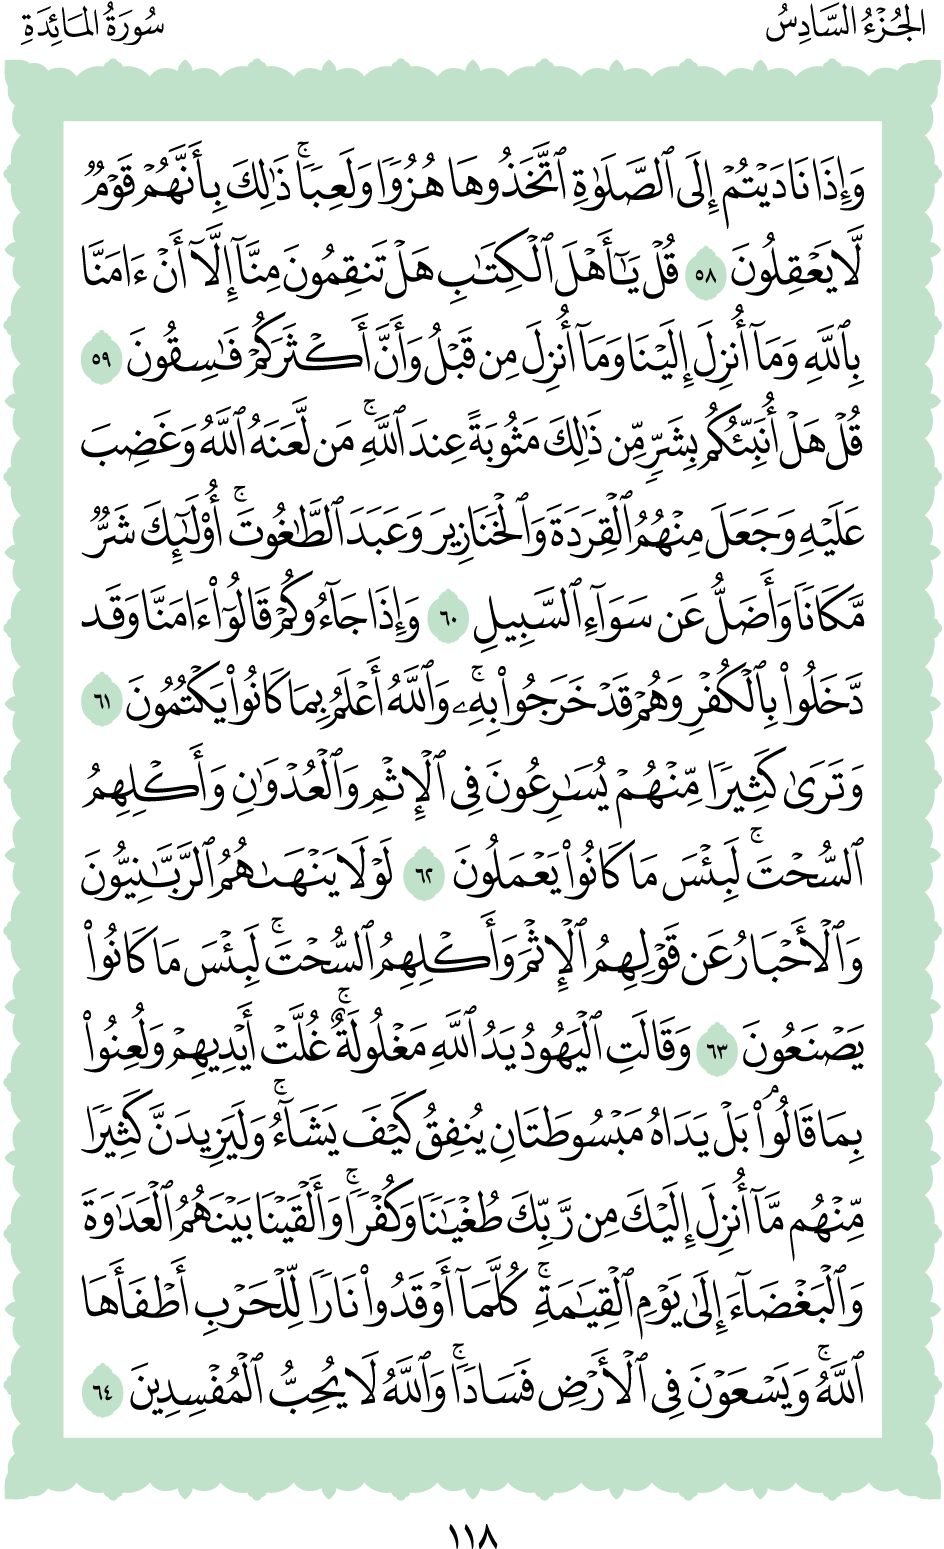 الجُزْءُ السَّادِسُ
سُورَةُ المَائِدَةِ
وَإِذَا نَادَيۡتُمۡ إِلَى ٱلصَّلَوٰةِ ٱتَّخَذُوهَا هُزُوٗا وَلَعِبٗاۚ ذَٰلِكَ بِأَنَّهُمۡ قَوۡمٞ
لَّا يَعۡقِلُونَ ٥٨ قُلۡ يَٰٓأَهۡلَ ٱلۡكِتَٰبِ هَلۡ تَنقِمُونَ مِنَّآ إِلَّآ أَنۡ ءَامَنَّا
بِٱللَّهِ وَمَآ أُنزِلَ إِلَيۡنَا وَمَآ أُنزِلَ مِن قَبۡلُ وَأَنَّ أَكۡثَرَكُمۡ فَٰسِقُونَ ٥٩
قُلۡ هَلۡ أُنَبِّئُكُم بِشَرّٖ مِّن ذَٰلِكَ مَثُوبَةً عِندَ ٱللَّهِۚ مَن لَّعَنَهُ ٱللَّهُ وَغَضِبَ
عَلَيۡهِ وَجَعَلَ مِنۡهُمُ ٱلۡقِرَدَةَ وَٱلۡخَنَازِيرَ وَعَبَدَ ٱلطَّٰغُوتَۚ أُوْلَٰٓئِكَ شَرّٞ
مَّكَانٗا وَأَضَلُّ عَن سَوَآءِ ٱلسَّبِيلِ ٦٠ وَإِذَا جَآءُوكُمۡ قَالُوٓاْ ءَامَنَّا وَقَد
دَّخَلُواْ بِٱلۡكُفۡرِ وَهُمۡ قَدۡ خَرَجُواْ بِهِۦۚ وَٱللَّهُ أَعۡلَمُ بِمَا كَانُواْ يَكۡتُمُونَ ٦١
وَتَرَىٰ كَثِيرٗا مِّنۡهُمۡ يُسَٰرِعُونَ فِي ٱلۡإِثۡمِ وَٱلۡعُدۡوَٰنِ وَأَكۡلِهِمُ
ٱلسُّحۡتَۚ لَبِئۡسَ مَا كَانُواْ يَعۡمَلُونَ ٦٢ لَوۡلَا يَنۡهَىٰهُمُ ٱلرَّبَّٰنِيُّونَ
وَٱلۡأَحۡبَارُ عَن قَوۡلِهِمُ ٱلۡإِثۡمَ وَأَكۡلِهِمُ ٱلسُّحۡتَۚ لَبِئۡسَ مَا كَانُواْ
يَصۡنَعُونَ ٦٣ وَقَالَتِ ٱلۡيَهُودُ يَدُ ٱللَّهِ مَغۡلُولَةٌۚ غُلَّتۡ أَيۡدِيهِمۡ وَلُعِنُواْ
بِمَا قَالُواْۘ بَلۡ يَدَاهُ مَبۡسُوطَتَانِ يُنفِقُ كَيۡفَ يَشَآءُۚ وَلَيَزِيدَنَّ كَثِيرٗا
مِّنۡهُم مَّآ أُنزِلَ إِلَيۡكَ مِن رَّبِّكَ طُغۡيَٰنٗا وَكُفۡرٗاۚ وَأَلۡقَيۡنَا بَيۡنَهُمُ ٱلۡعَدَٰوَةَ
وَٱلۡبَغۡضَآءَ إِلَىٰ يَوۡمِ ٱلۡقِيَٰمَةِۚ كُلَّمَآ أَوۡقَدُواْ نَارٗا لِّلۡحَرۡبِ أَطۡفَأَهَا
ٱللَّهُۚ وَيَسۡعَوۡنَ فِي ٱلۡأَرۡضِ فَسَادٗاۚ وَٱللَّهُ لَا يُحِبُّ ٱلۡمُفۡسِدِينَ ٦٤
١١٨